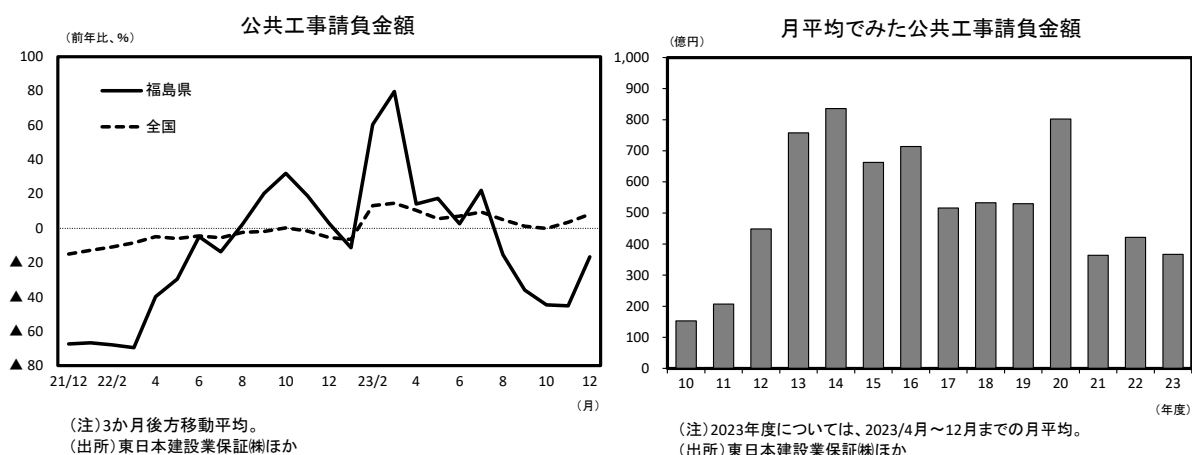 公共工事請負金額
（前年比、％）
100
80
60
40
20
0
▲ 20
▲ 40
▲ 60
▲ 80
福島県
全国
21/12 22/2 4 6 8 10 12 23/2 4 6 8 10 12
（月）
（注）3か月後方移動平均。
（出所）東日本建設業保証㈱ほか
月平均でみた公共工事請負金額
（億円）
1,000
900
800
700
600
500
400
300
200
100
0
10 11 12 13 14 15 16 17 18 19 20 21 22 23
（年度）
（注）2023年度については、2023/4月～12月までの月平均。
（出所）東日本建設業保証㈱ほか